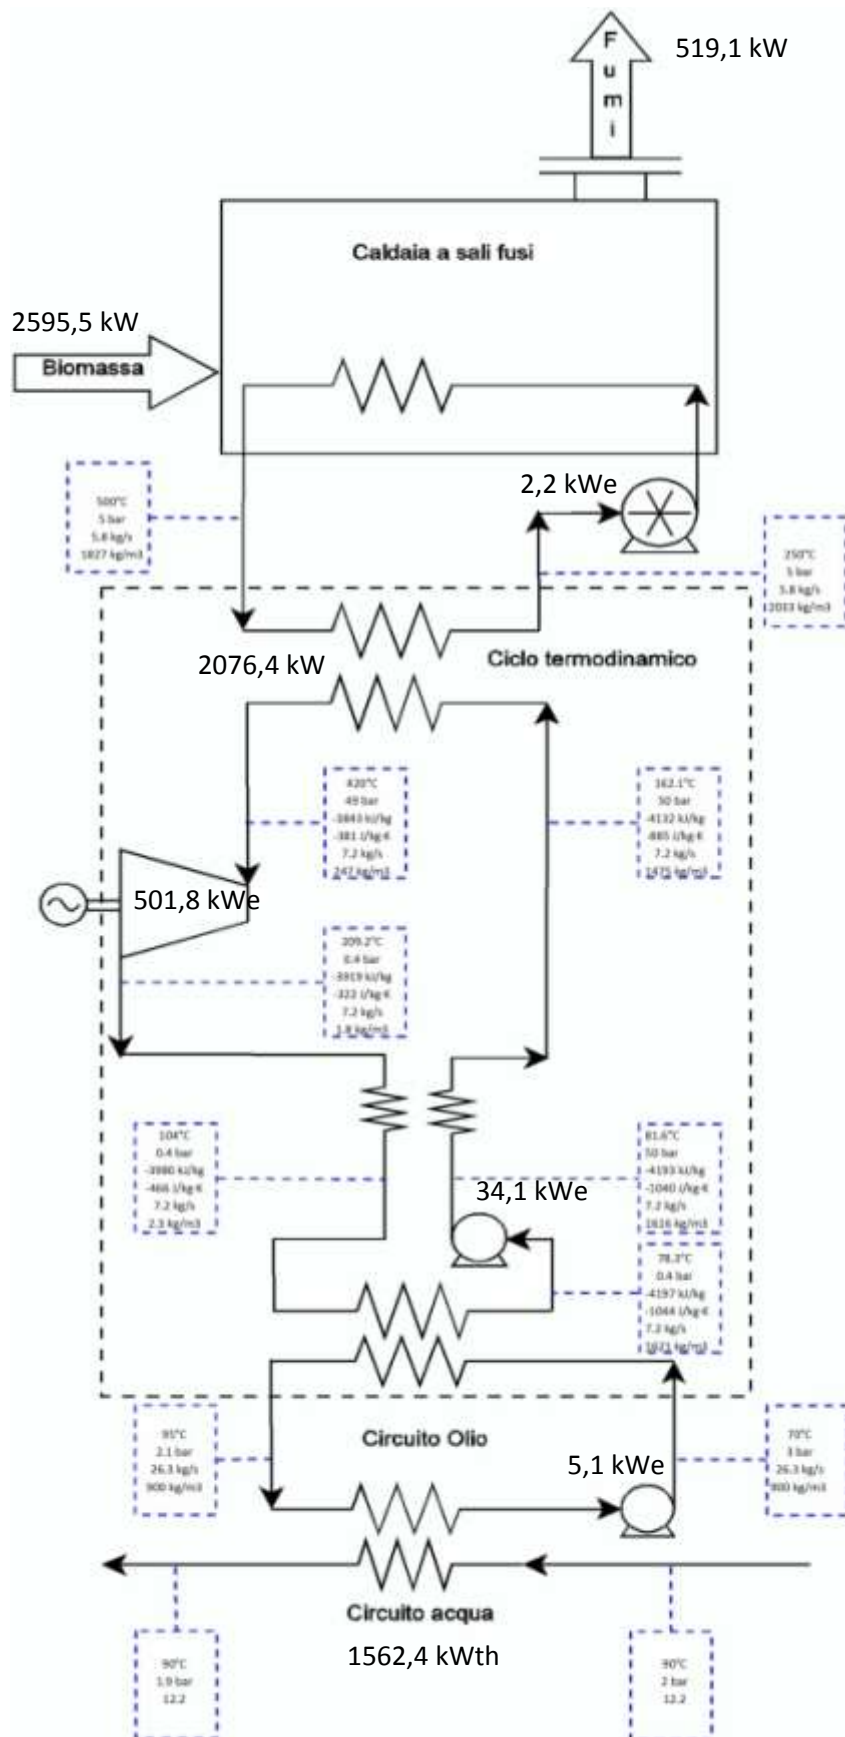 519,1 kW
F
u
m
i
Caldaia a sali fusi
2595,5 kW
Biomassa
2,2 kWe
500°C
5 bar
5.8 kg/s
1827 kg/m3
250°C
5 bar
5.8 kg/s
2033 kg/m3
2076,4 kW
Ciclo termodinamico
420°C
49 bar
-3843 kJ/kg
-381 J/kg·K
7.2 kg/s
247 kg/m3
162.1°C
50 bar
-4132 kJ/kg
-885 J/kg·K
7.2 kg/s
1475 kg/m3
501,8 kWe
209.2°C
0.4 bar
-3919 kJ/kg
-322 J/kg·K
7.2 kg/s
1.8 kg/m3
104°C
0.4 bar
-3980 kJ/kg
-466 J/kg·K
7.2 kg/s
2.3 kg/m3
81.6°C
50 bar
-4193 kJ/kg
-1040 J/kg·K
7.2 kg/s
1616 kg/m3
34,1 kWe
78.3°C
0.4 bar
-4197 kJ/kg
-1044 J/kg·K
7.2 kg/s
1621 kg/m3
95°C
2.1 bar
26.3 kg/s
900 kg/m3
Circuito Olio
5,1 kWe
70°C
3 bar
26.3 kg/s
900 kg/m3
Circuito acqua
1562,4 kWth
90°C
1.9 bar
12.2
90°C
2 bar
12.2